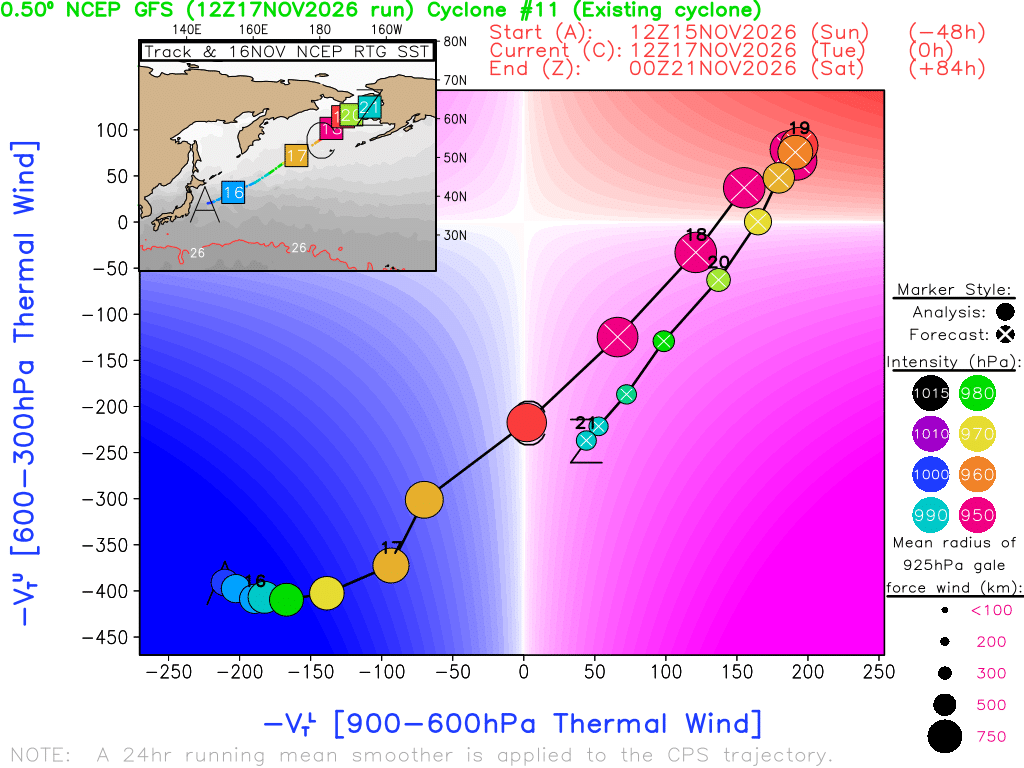 0.50° NCEP GFS (12Z17NOV2026 run) Cyclone #11 (Existing cyclone)
Start (A): 12Z15NOV2026 (Sun) (−48h)
Current (C): 12Z17NOV2026 (Tue) (0h)
End (Z): 00Z21NOV2026 (Sat) (+84h)
140E 160E 180 160W
Track & 16NOV NCEP RTG SST
80N
70N
60N
50N
40N
30N
A
16
17
C
18
20
21
Z
26
26
−V_T^U [600−300hPa Thermal Wind]
100
50
0
−50
−100
−150
−200
−250
−300
−350
−400
−450
19
18
20
21
Z
C
17
16
A
−250 −200 −150 −100 −50 0 50 100 150 200 250
−V_T^L [900−600hPa Thermal Wind]
Marker Style:
Analysis:
Forecast:
Intensity (hPa):
1015 980
1010 970
1000 960
990 950
Mean radius of
925hPa gale
force wind (km):
<100
200
300
500
750
NOTE: A 24hr running mean smoother is applied to the CPS trajectory.